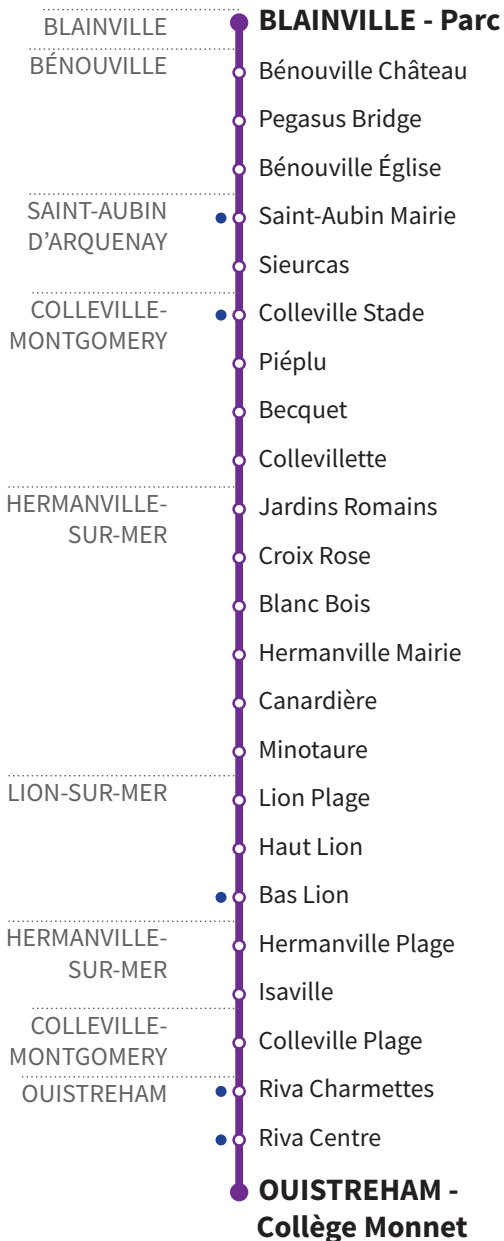 BLAINVILLE
BLAINVILLE - Parc
BÉNOUVILLE
Bénouville Château
Pegasus Bridge
Bénouville Église
SAINT-AUBIN
D'ARQUENAY
Saint-Aubin Mairie
Sieurcas
COLLEVILLE-
MONTGOMERY
Colleville Stade
Piéplu
Becquet
Collevillette
HERMANVILLE-
SUR-MER
Jardins Romains
Croix Rose
Blanc Bois
Hermanville Mairie
Canardière
Minotaure
LION-SUR-MER
Lion Plage
Haut Lion
Bas Lion
HERMANVILLE-
SUR-MER
Hermanville Plage
Isaville
COLLEVILLE-
MONTGOMERY
Colleville Plage
OUISTREHAM
Riva Charmettes
Riva Centre
OUISTREHAM -
Collège Monnet